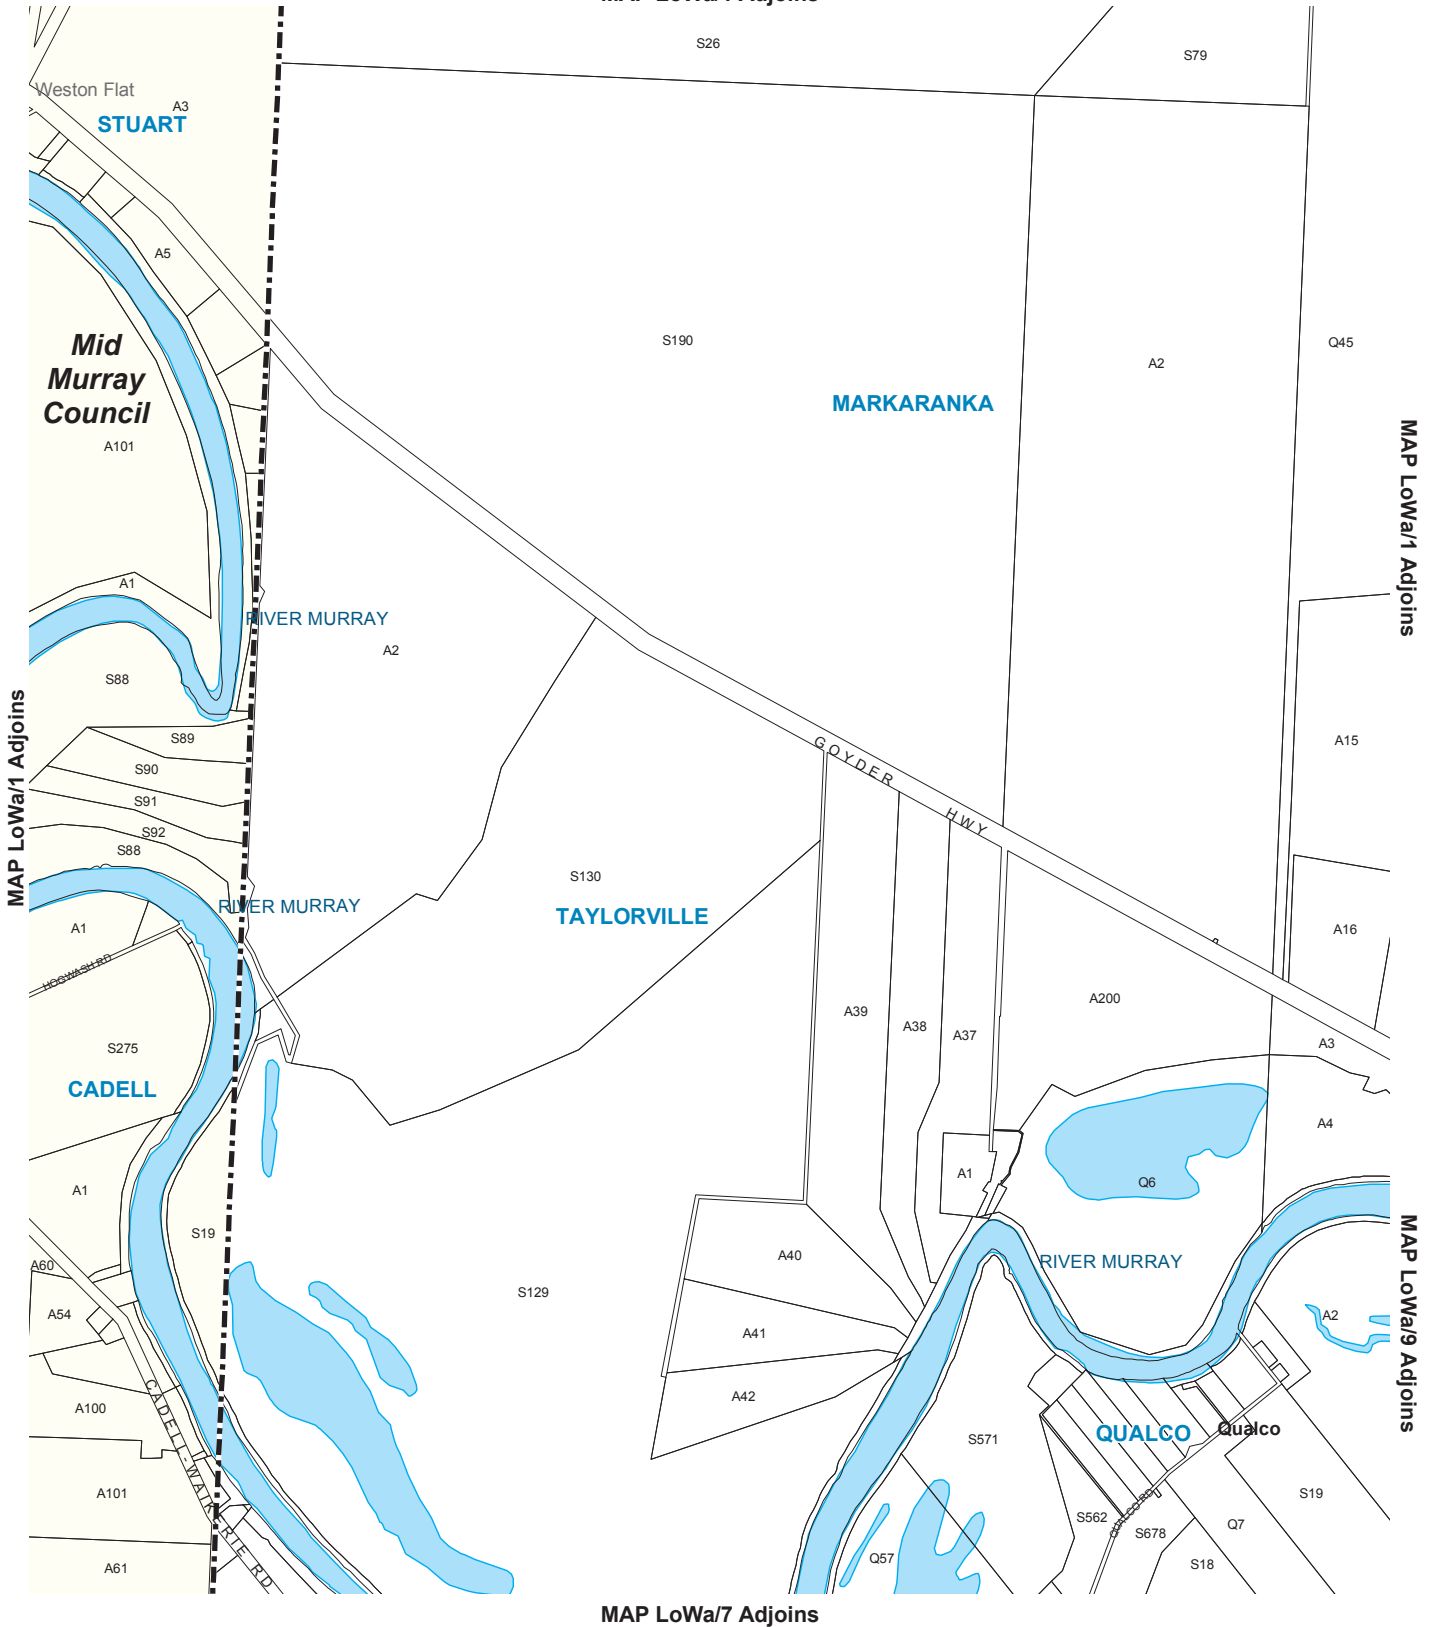 S26
S79
Weston Flat
A3
STUART
A5
Mid
Murray
Council
A101
S190
A2
Q45
MARKARANKA
MAP LoWa/1 Adjoins
A1
RIVER MURRAY
A2
S88
MAP LoWa/1 Adjoins
S89
S90
S91
S92
S88
GOYDER HWY
A15
S130
TAYLORVILLE
RIVER MURRAY
A1
HOGWASH RD
A16
A39
A38
A37
A200
A3
S275
CADELL
A4
A1
A1
Q6
S19
A60
A40
RIVER MURRAY
S129
A54
A41
A2
MAP LoWa/9 Adjoins
A42
A100
CADELL-WAIKERIE RD
S571
QUALCO
Qualco
A101
S562
QUALCO RD
S678
Q7
S19
A61
Q57
S18
MAP LoWa/7 Adjoins